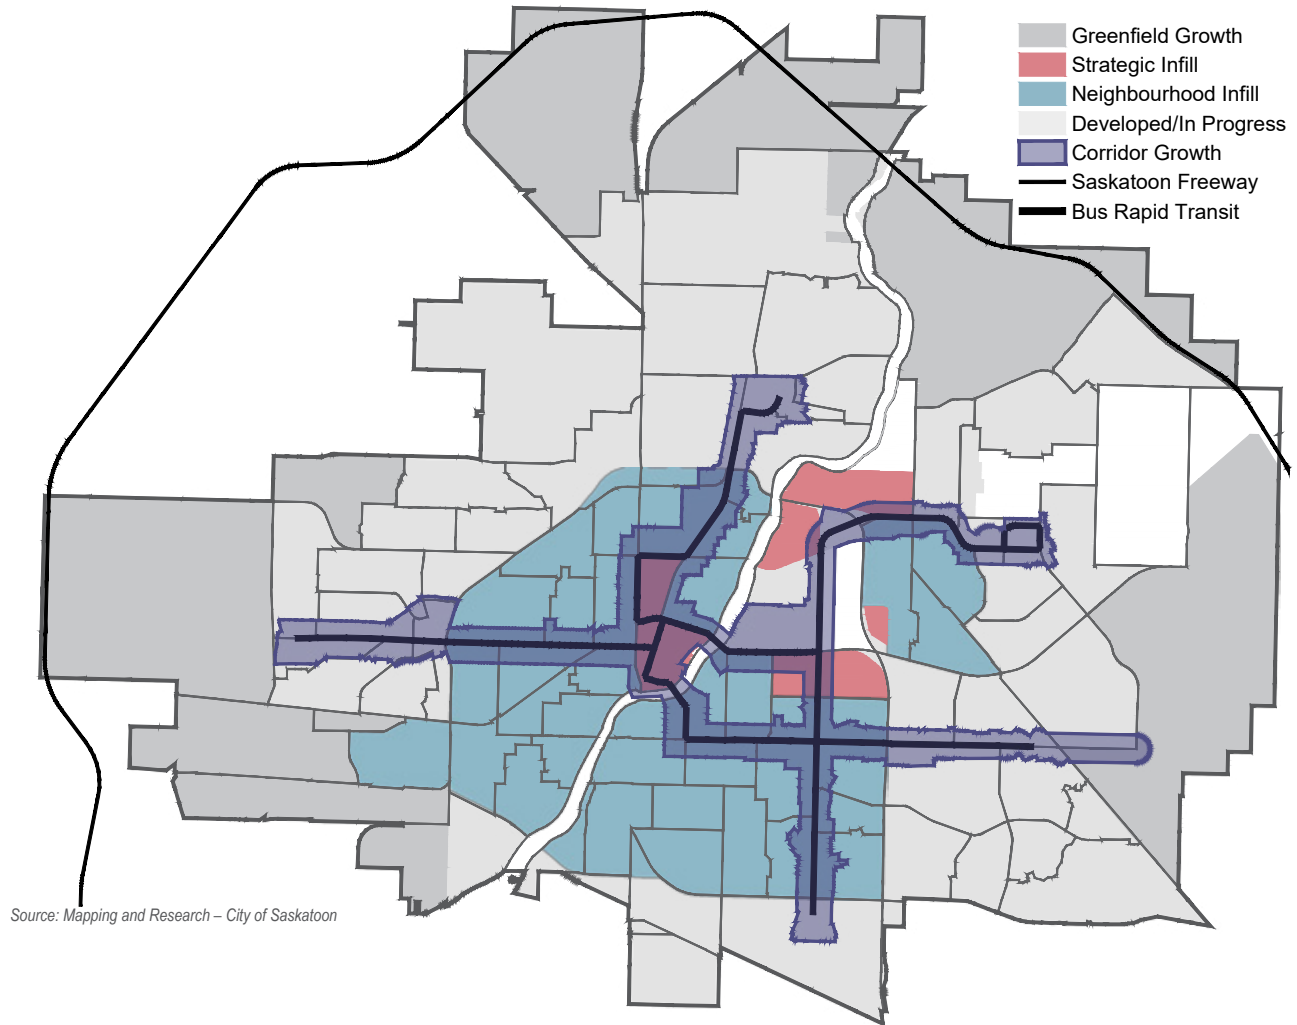 Greenfield Growth
Strategic Infill
Neighbourhood Infill
Developed/In Progress
Corridor Growth
Saskatoon Freeway
Bus Rapid Transit
Source: Mapping and Research – City of Saskatoon